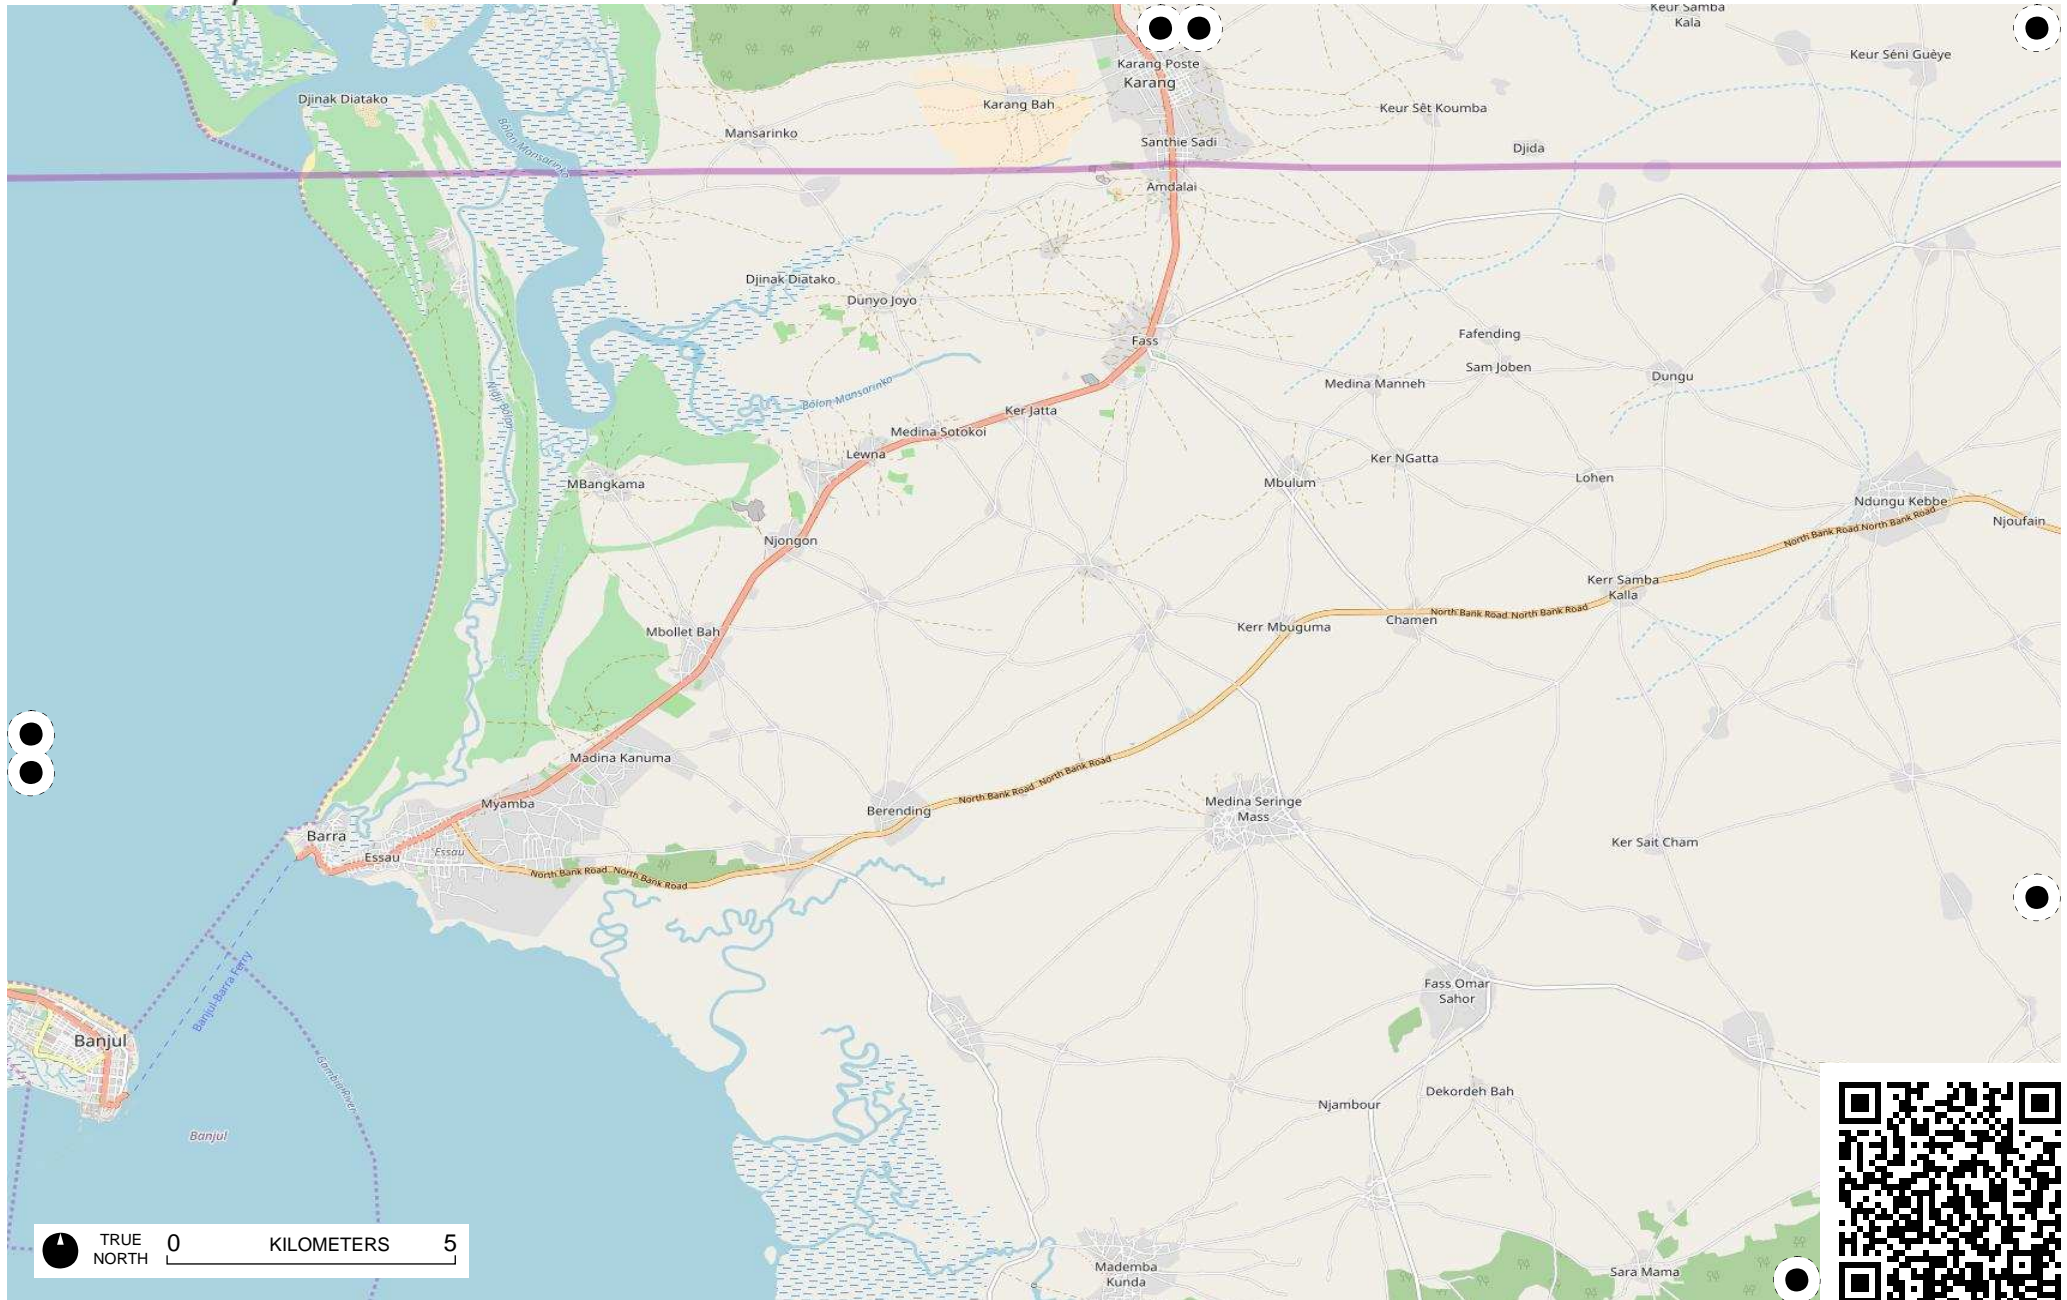 Keur Samba
Kala
Keur Séni Guèye
Karang Poste
Karang
Djinak Diatako
Karang Bah
Keur Sêt Koumba
Mansarinko
Bôlon Mansarinko
Santhie Sadi
Djida
Amdalai
Djinak Diatako
Dunyo Joyo
Fass
Fafending
Sam Joben
Dungu
Medina Manneh
Bôlon Mansarinko
Nidji Bôlon
Ker Jatta
Medina Sotokoi
Lewna
Ker NGatta
MBangkama
Mbulum
Lohen
Ndungu Kebbe
North Bank Road North Bank Road
Njoufain
Njongon
Kerr Samba
Kalla
North Bank Road North Bank Road
Chamen
Kerr Mbuguma
Mbollet Bah
Madina Kanuma
North Bank Road North Bank Road
Myamba
Berending
Medina Seringe
Mass
Barra
Essau
Essau
Ker Sait Cham
North Bank Road North Bank Road
Banjul-Barra Ferry
Fass Omar
Sahor
Banjul
Gambia River
Dekordeh Bah
Njambour
Banjul
TRUE
NORTH
0 KILOMETERS 5
Mademba
Kunda
Sara Mama